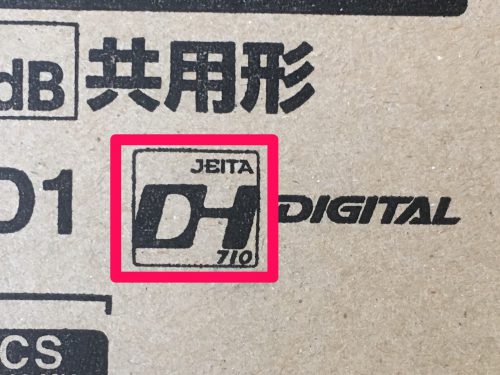 dB 共用形
JEITA
D1 DH DIGITAL
710
CS